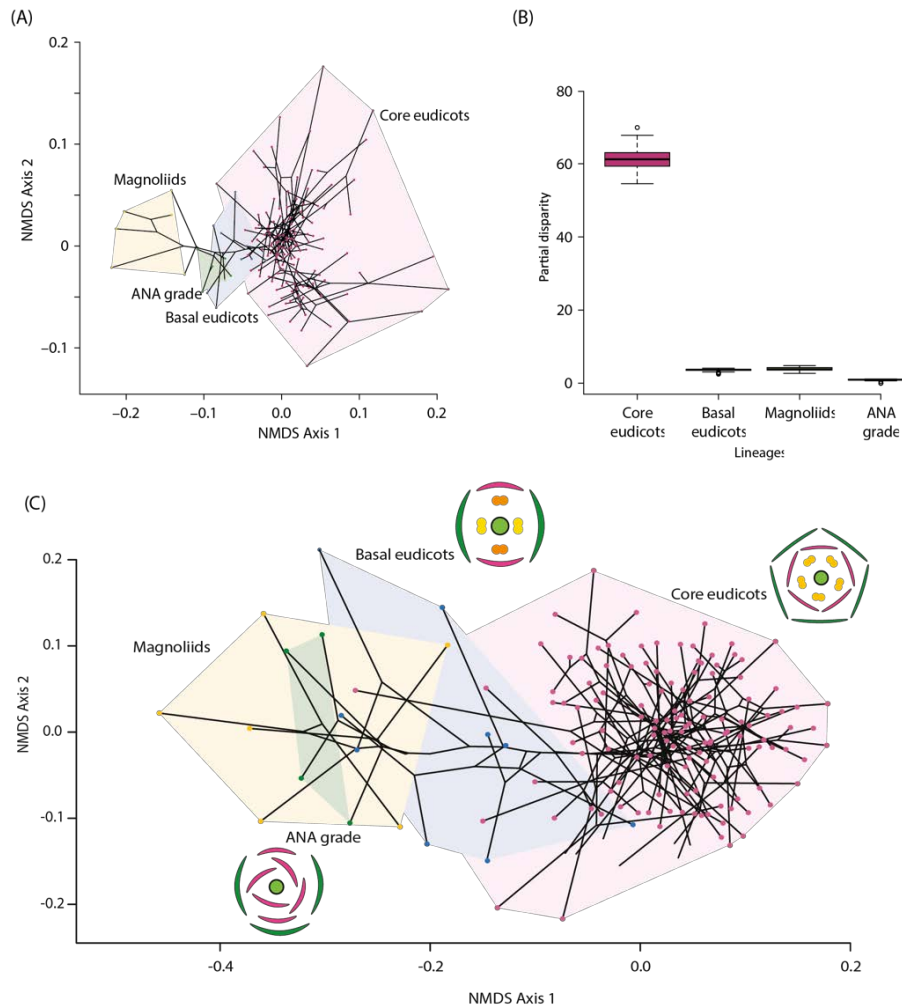 (A)
0.2
0.1
0
−0.1
NMDS Axis 2
Core eudicots
Magnoliids
ANA grade
Basal eudicots
−0.2
−0.1
0.0
0.1
0.2
NMDS Axis 1
(B)
80
60
40
20
0
Partial disparity
Core eudicots
Basal eudicots
Magnoliids
ANA grade
Lineages
(C)
0.2
0.1
0.0
-0.1
-0.2
NMDS Axis 2
Basal eudicots
Core eudicots
Magnoliids
ANA grade
-0.4
-0.2
0.0
0.2
NMDS Axis 1